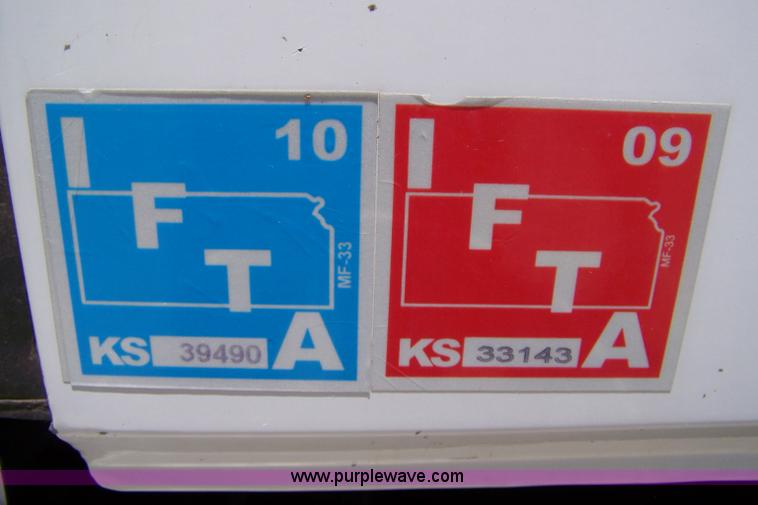 I 10
F
T
MF-33
KS 39490 A
I 09
F
T
MF-33
KS 33143 A
www.purplewave.com